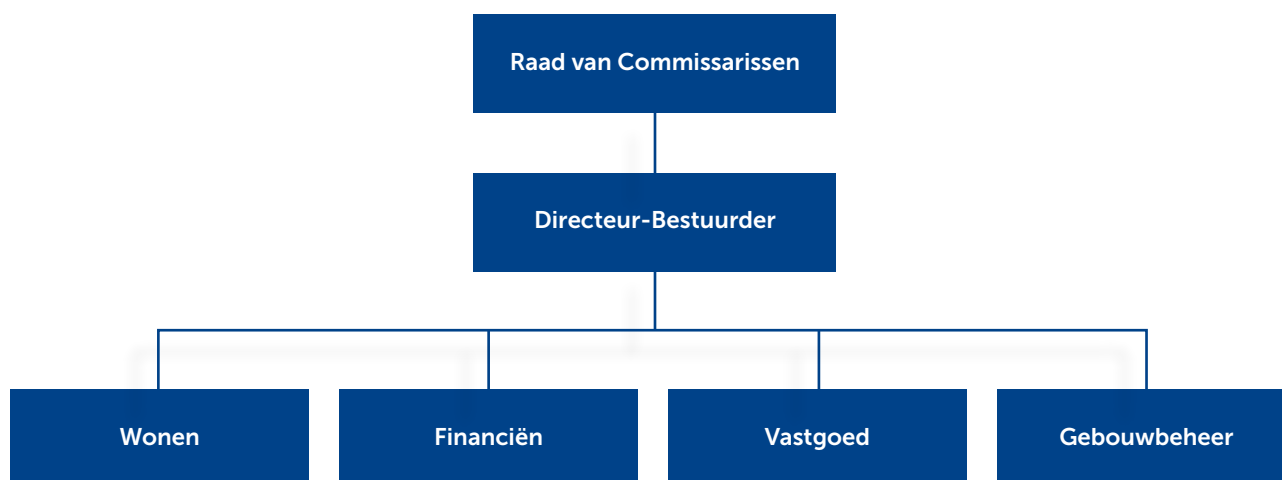 Raad van Commissarissen
Directeur-Bestuurder
Wonen
Financiën
Vastgoed
Gebouwbeheer